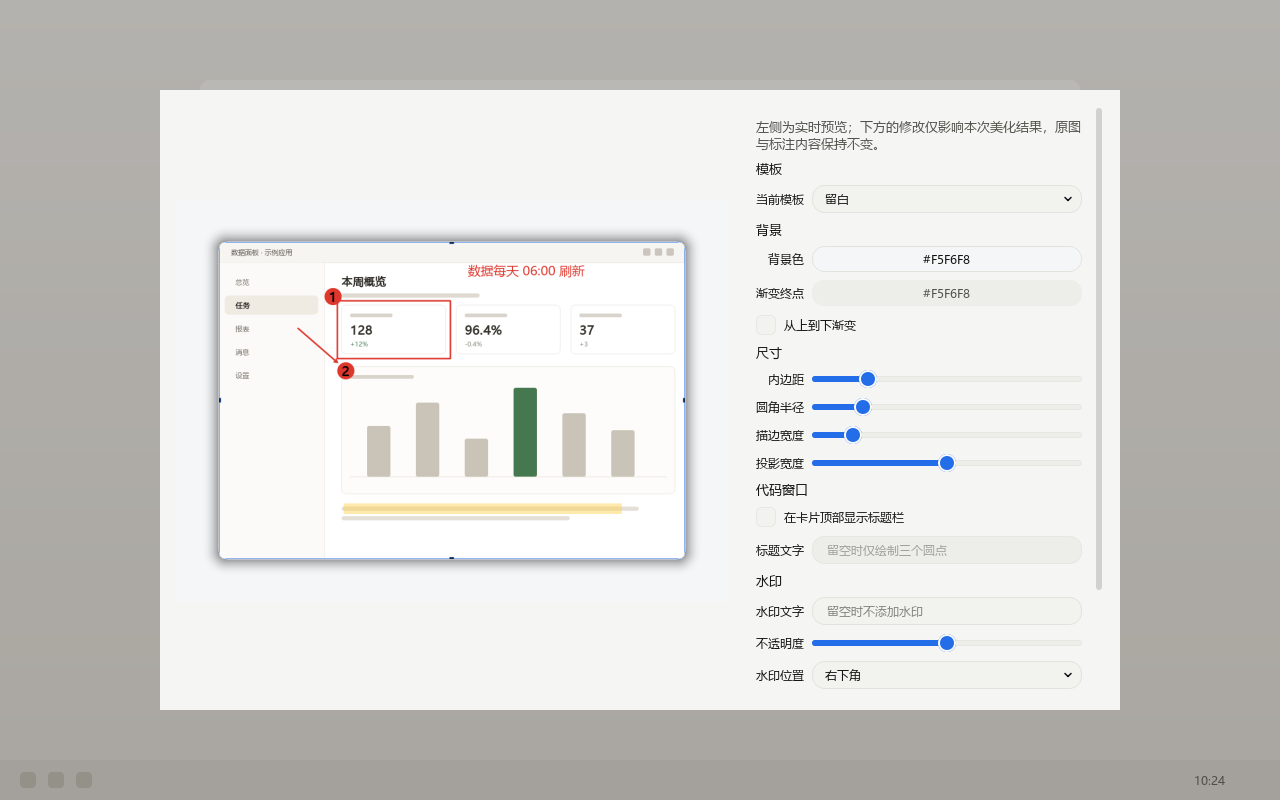 左侧为实时预览；下方的修改仅影响本次美化结果，原图
与标注内容保持不变。
模板
当前模板
留白
背景
背景色
#F5F6F8
渐变终点
#F5F6F8
从上到下渐变
尺寸
内边距
圆角半径
描边宽度
投影宽度
代码窗口
在卡片顶部显示标题栏
标题文字
留空时仅绘制三个圆点
水印
水印文字
留空时不添加水印
不透明度
水印位置
右下角
数据面板 · 示例应用
总览
任务
报表
消息
设置
数据每天 06:00 刷新
本周概览
1
128
+12%
96.4%
-0.4%
37
+3
2
10:24